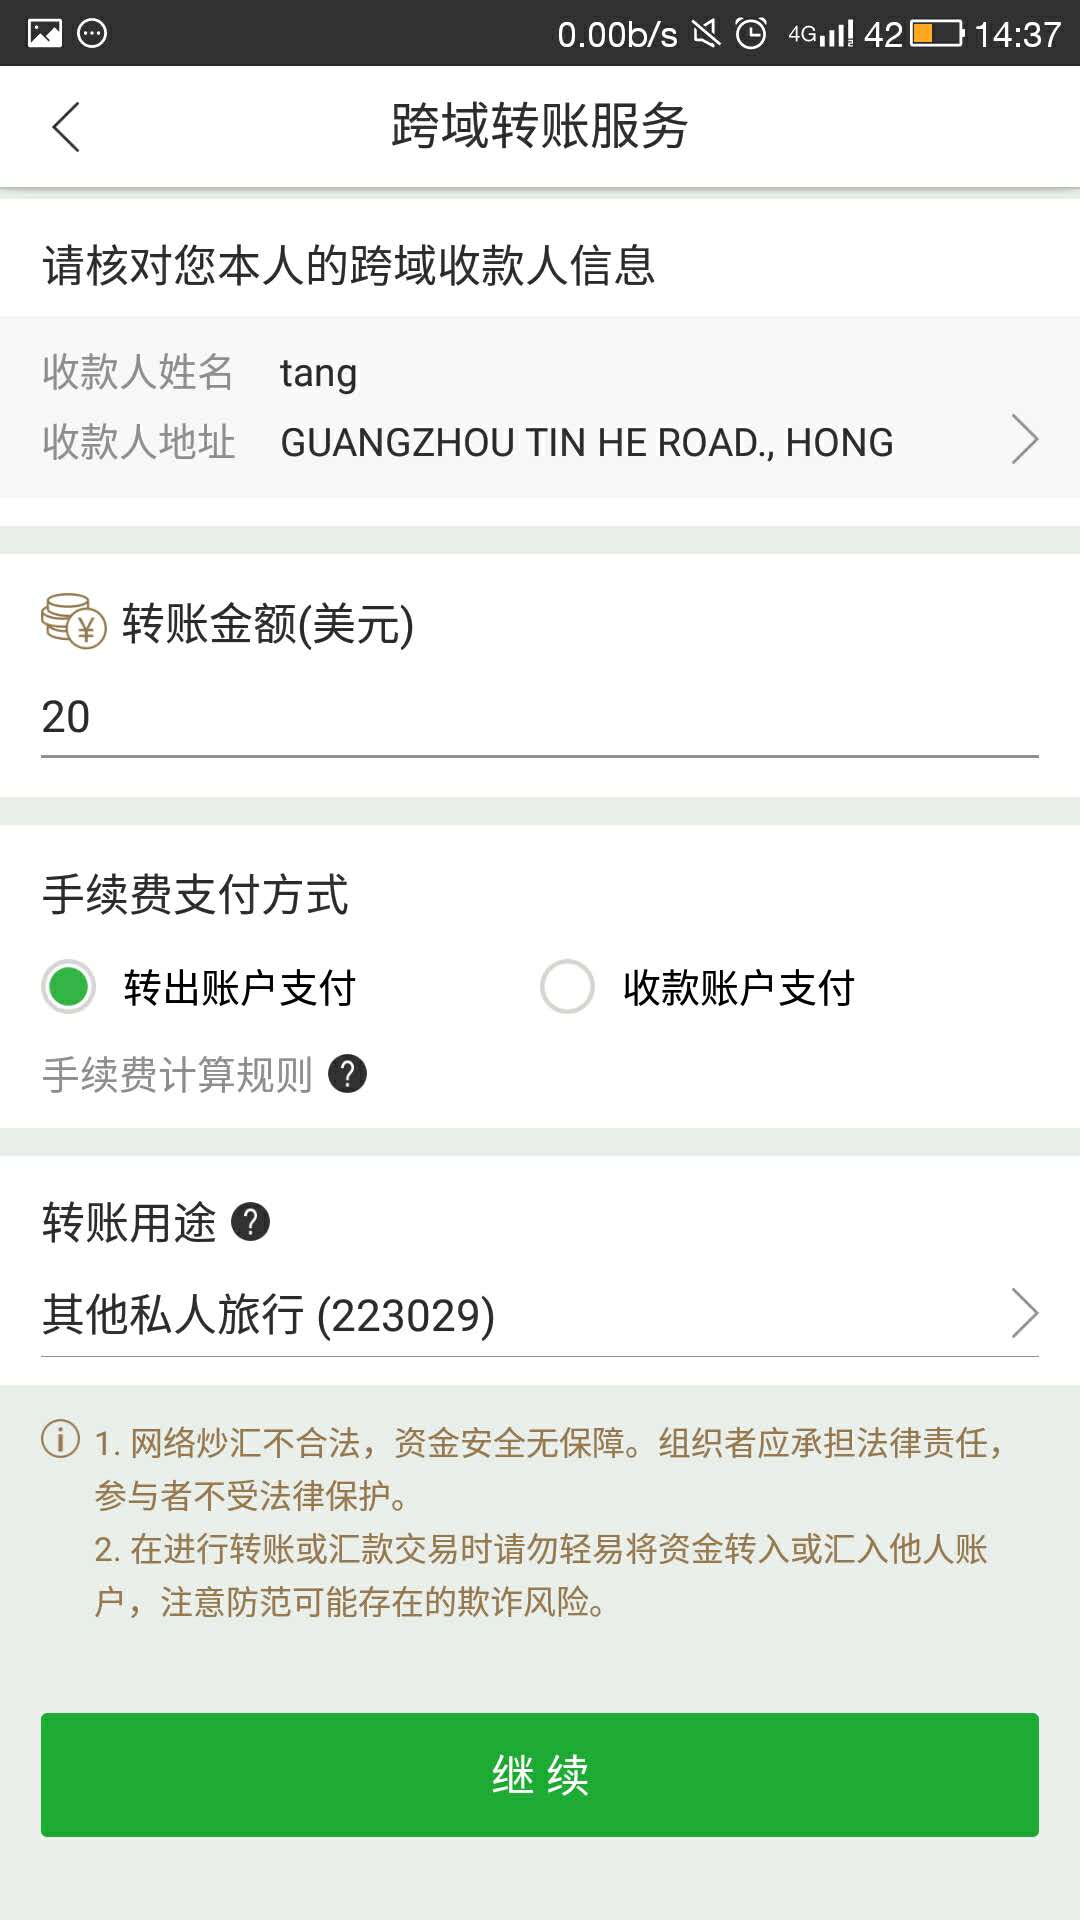 0.00b/s 4G 42 14:37
跨域转账服务
请核对您本人的跨域收款人信息
收款人姓名 tang
收款人地址 GUANGZHOU TIN HE ROAD., HONG
转账金额(美元)
20
手续费支付方式
转出账户支付 收款账户支付
手续费计算规则 ?
转账用途 ?
其他私人旅行 (223029)
1. 网络炒汇不合法，资金安全无保障。组织者应承担法律责任，
参与者不受法律保护。
2. 在进行转账或汇款交易时请勿轻易将资金转入或汇入他人账
户，注意防范可能存在的欺诈风险。
继 续